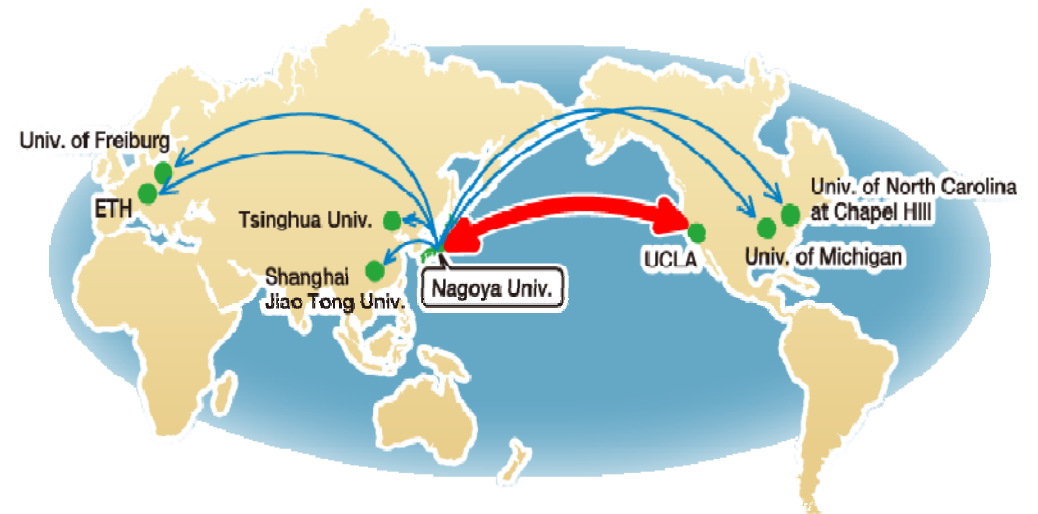 Univ. of Freiburg
ETH
Tsinghua Univ.
Shanghai
Jiao Tong Univ.
Nagoya Univ.
UCLA
Univ. of North Carolina
at Chapel HIll
Univ. of Michigan